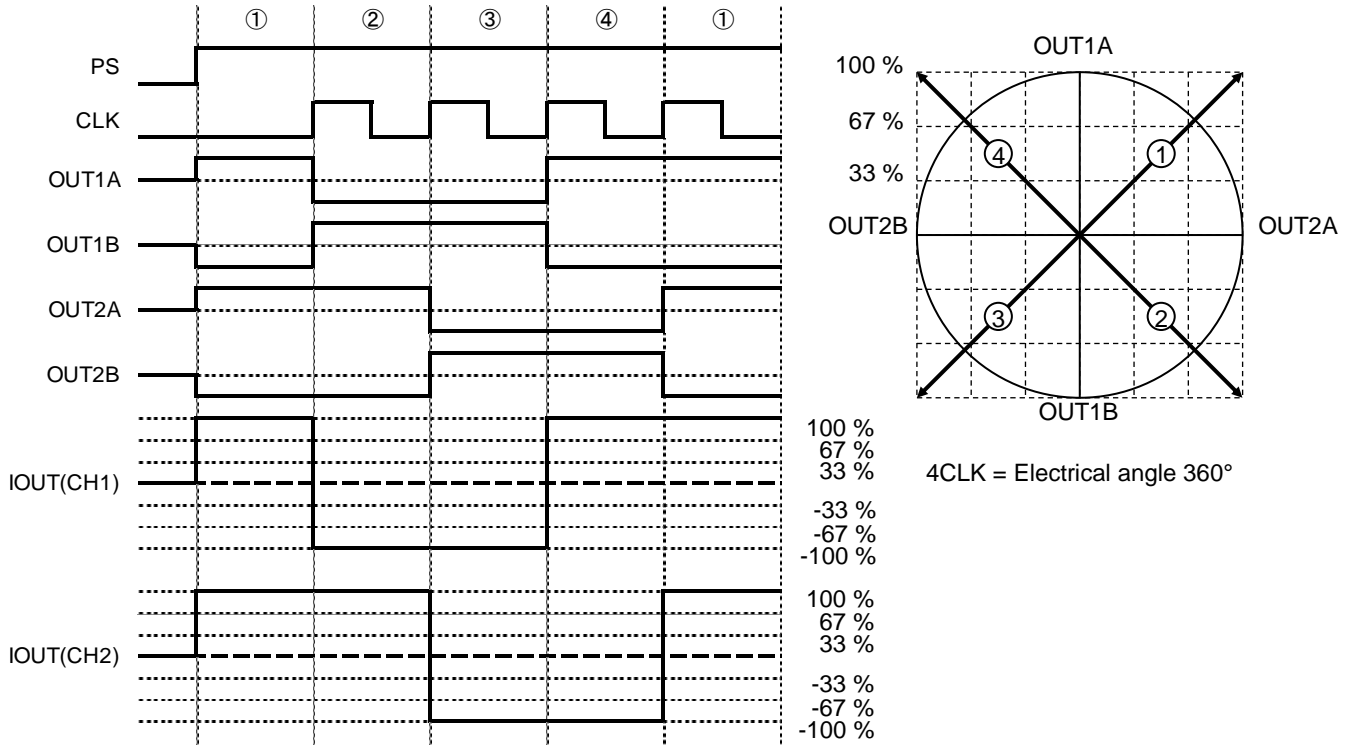 ① ② ③ ④ ①
PS
CLK
OUT1A
OUT1B
OUT2A
OUT2B
IOUT(CH1)
100 %
67 %
33 %
-33 %
-67 %
-100 %
IOUT(CH2)
100 %
67 %
33 %
-33 %
-67 %
-100 %
OUT1A
100 %
67 %
33 %
④ ①
OUT2B
OUT2A
③ ②
OUT1B
4CLK = Electrical angle 360°